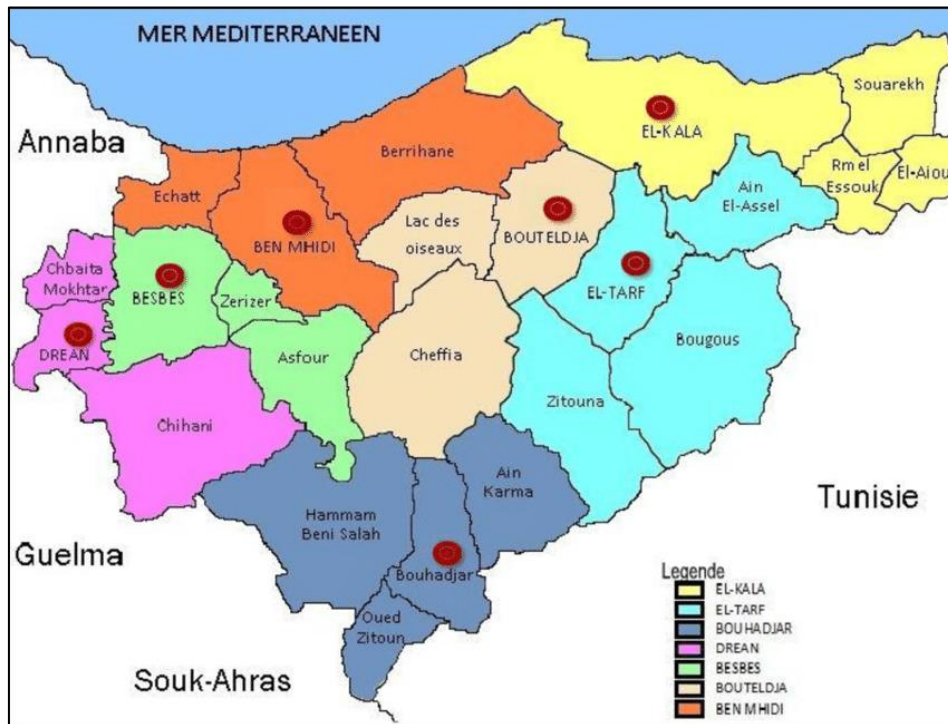 MER MEDITERRANEEN
Annaba
Souarekh
EL-KALA
Berrihane
Rm el
Essouk
El-Aiou
Echatt
Ain
El-Assel
Lac des
oiseaux
BEN MHIDI
BOUTELDJA
Chbaita
Mokhtar
BESBES
Zerizer
EL-TARF
DREAN
Asfour
Cheffia
Bougous
Zitouna
Chihani
Ain
Karma
Tunisie
Hammam
Beni Salah
Guelma
Bouhadjar
Oued
Zitoun
Souk-Ahras
Legende
EL-KALA
EL-TARF
BOUHADJAR
DREAN
BESBES
BOUTELDJA
BEN MHIDI